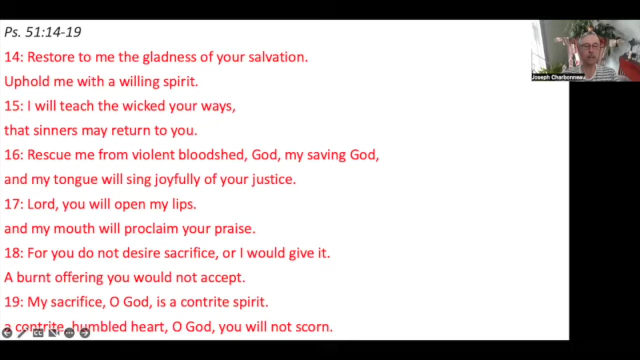 Ps. 51:14-19
14: Restore to me the gladness of your salvation.
Uphold me with a willing spirit.
15: I will teach the wicked your ways,
that sinners may return to you.
16: Rescue me from violent bloodshed, God, my saving God,
and my tongue will sing joyfully of your justice.
17: Lord, you will open my lips.
and my mouth will proclaim your praise.
18: For you do not desire sacrifice, or I would give it.
A burnt offering you would not accept.
19: My sacrifice, O God, is a contrite spirit.
a contrite, humbled heart, O God, you will not scorn.
Joseph Charbonneau